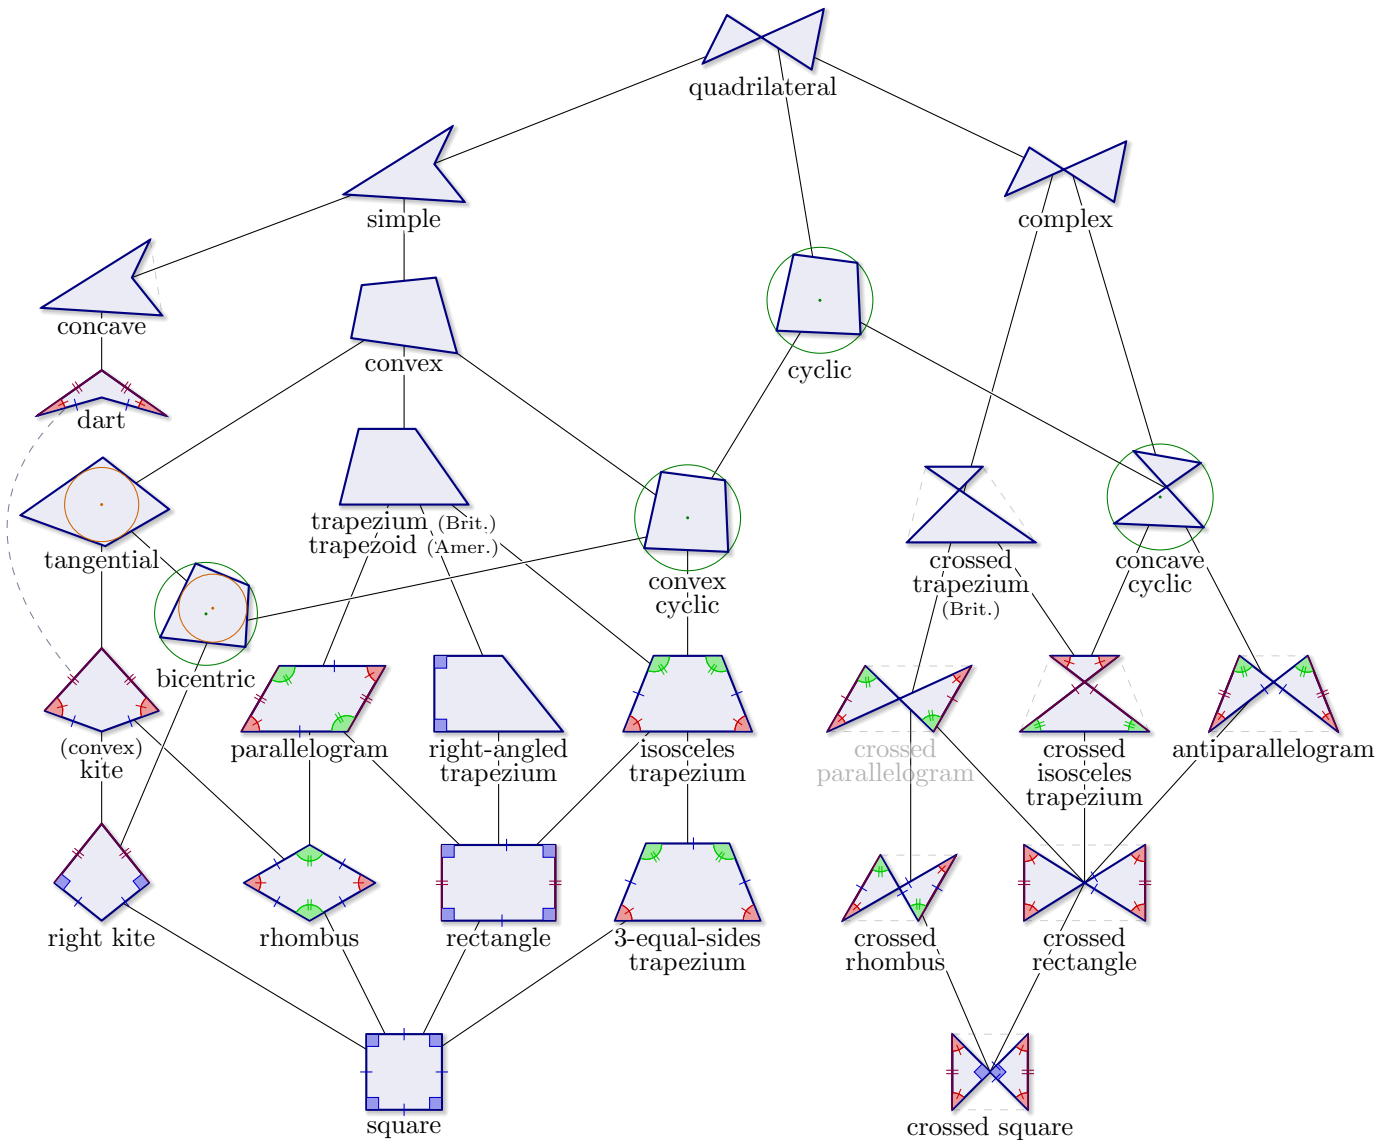 quadrilateral
simple
complex
concave
convex
cyclic
dart
trapezium (Brit.)
trapezoid (Amer.)
tangential
convex
cyclic
crossed
trapezium
(Brit.)
concave
cyclic
bicentric
(convex)
kite
parallelogram
right-angled
trapezium
isosceles
trapezium
crossed
parallelogram
crossed
isosceles
trapezium
antiparallelogram
right kite
rhombus
rectangle
3-equal-sides
trapezium
crossed
rhombus
crossed
rectangle
square
crossed square